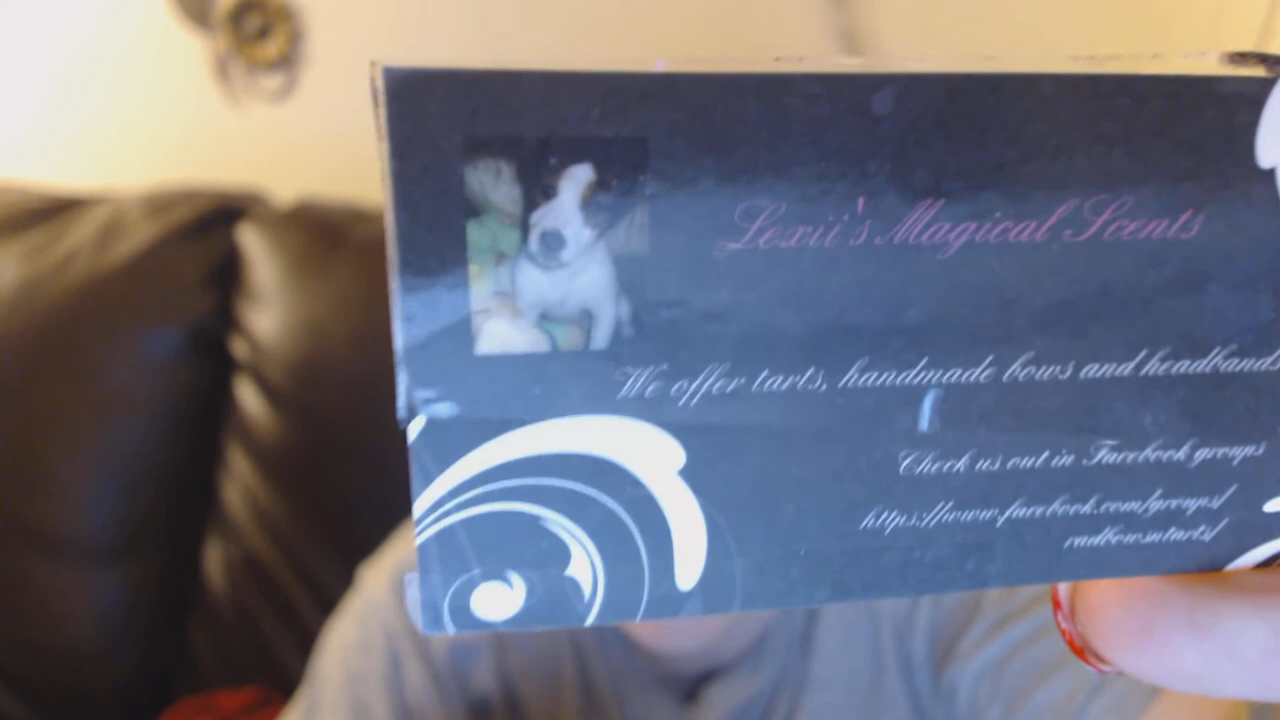 Lexii's Magical Scents
We offer tarts, handmade bows and headbands
Check us out in Facebook groups
https://www.facebook.com/groups/
radbowsntarts/